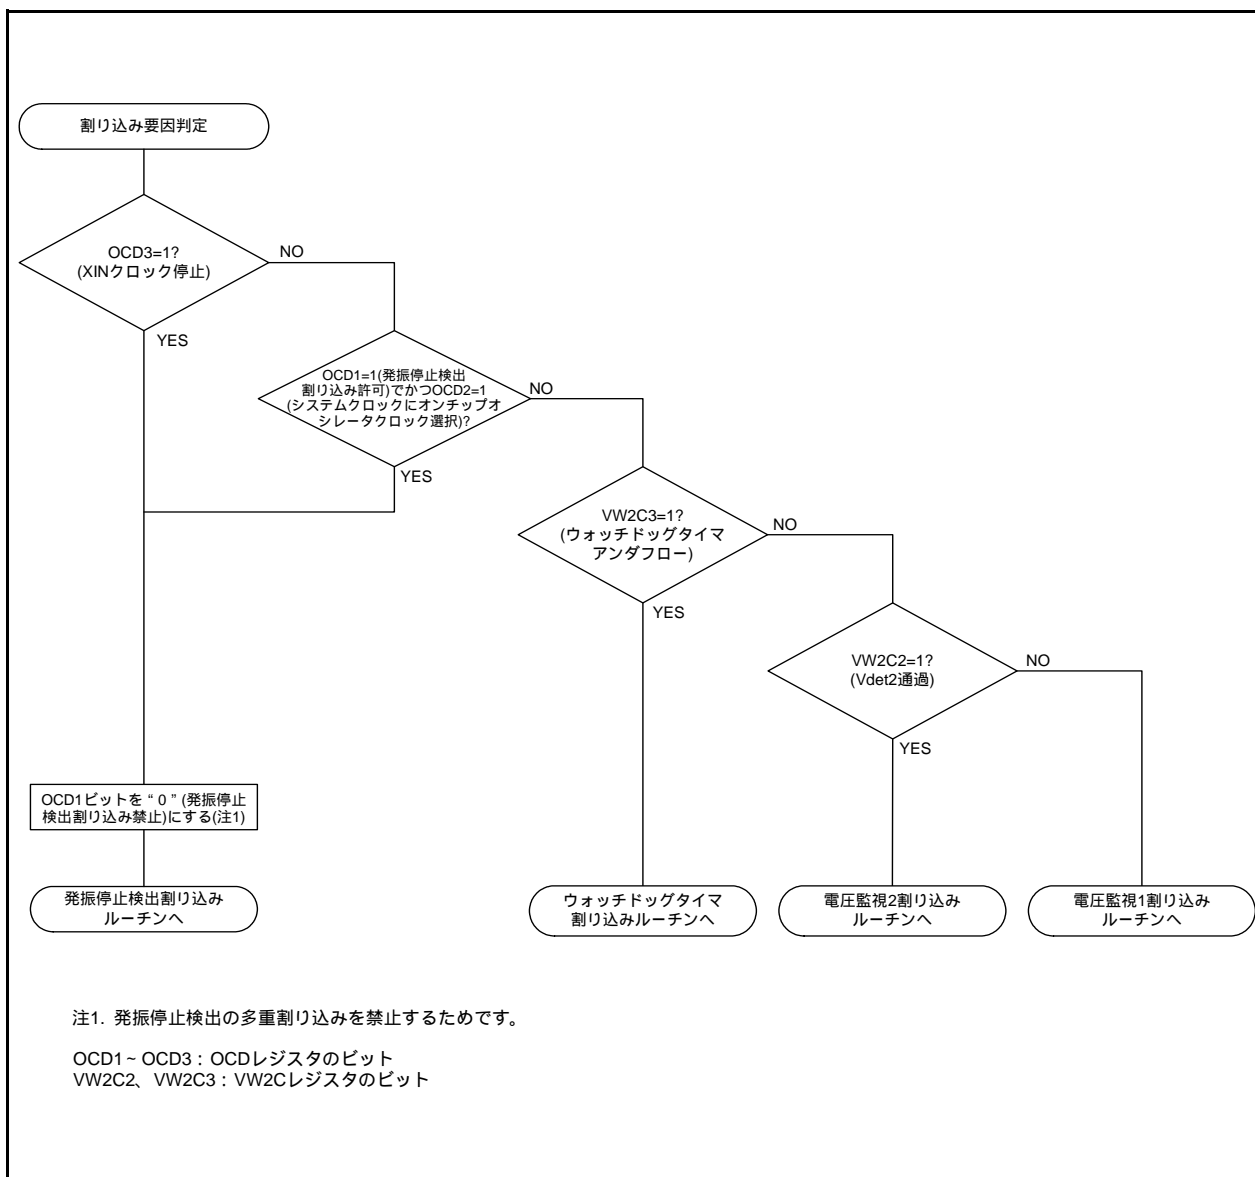 割り込み要因判定
OCD3=1?
(XINクロック停止)
NO
YES
OCD1=1(発振停止検出
割り込み許可)でかつOCD2=1
(システムクロックにオンチップオ
シレータクロック選択)?
NO
YES
VW2C3=1?
(ウォッチドッグタイマ
アンダフロー)
NO
YES
VW2C2=1?
(Vdet2通過)
NO
YES
OCD1ビットを“0”(発振停止
検出割り込み禁止)にする(注1)
発振停止検出割り込み
ルーチンへ
ウォッチドッグタイマ
割り込みルーチンへ
電圧監視2割り込み
ルーチンへ
電圧監視1割り込み
ルーチンへ
注1. 発振停止検出の多重割り込みを禁止するためです。
OCD1~OCD3:OCDレジスタのビット
VW2C2、VW2C3:VW2Cレジスタのビット